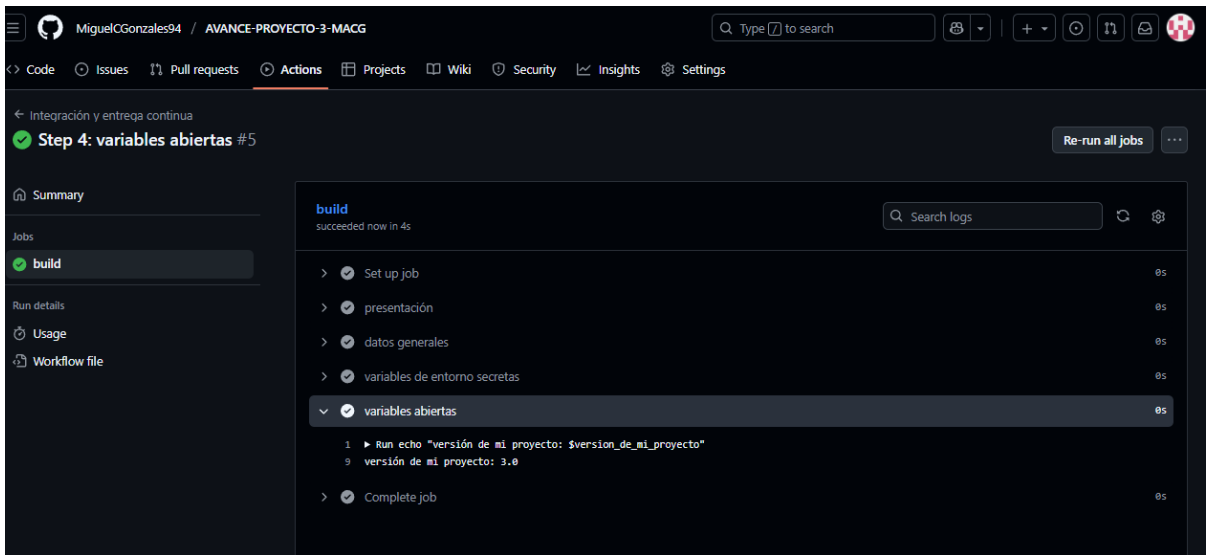 MiguelCGonzales94 / AVANCE-PROYECTO-3-MACG
Type / to search
Code Issues Pull requests Actions Projects Wiki Security Insights Settings
← Integración y entrega continua
Step 4: variables abiertas #5
Re-run all jobs
Summary
Jobs
build
Run details
Usage
Workflow file
build
succeeded now in 4s
Search logs
Set up job 0s
presentación 0s
datos generales 0s
variables de entorno secretas 0s
variables abiertas 0s
1 ▶ Run echo "versión de mi proyecto: $version_de_mi_proyecto"
9 versión de mi proyecto: 3.0
Complete job 0s